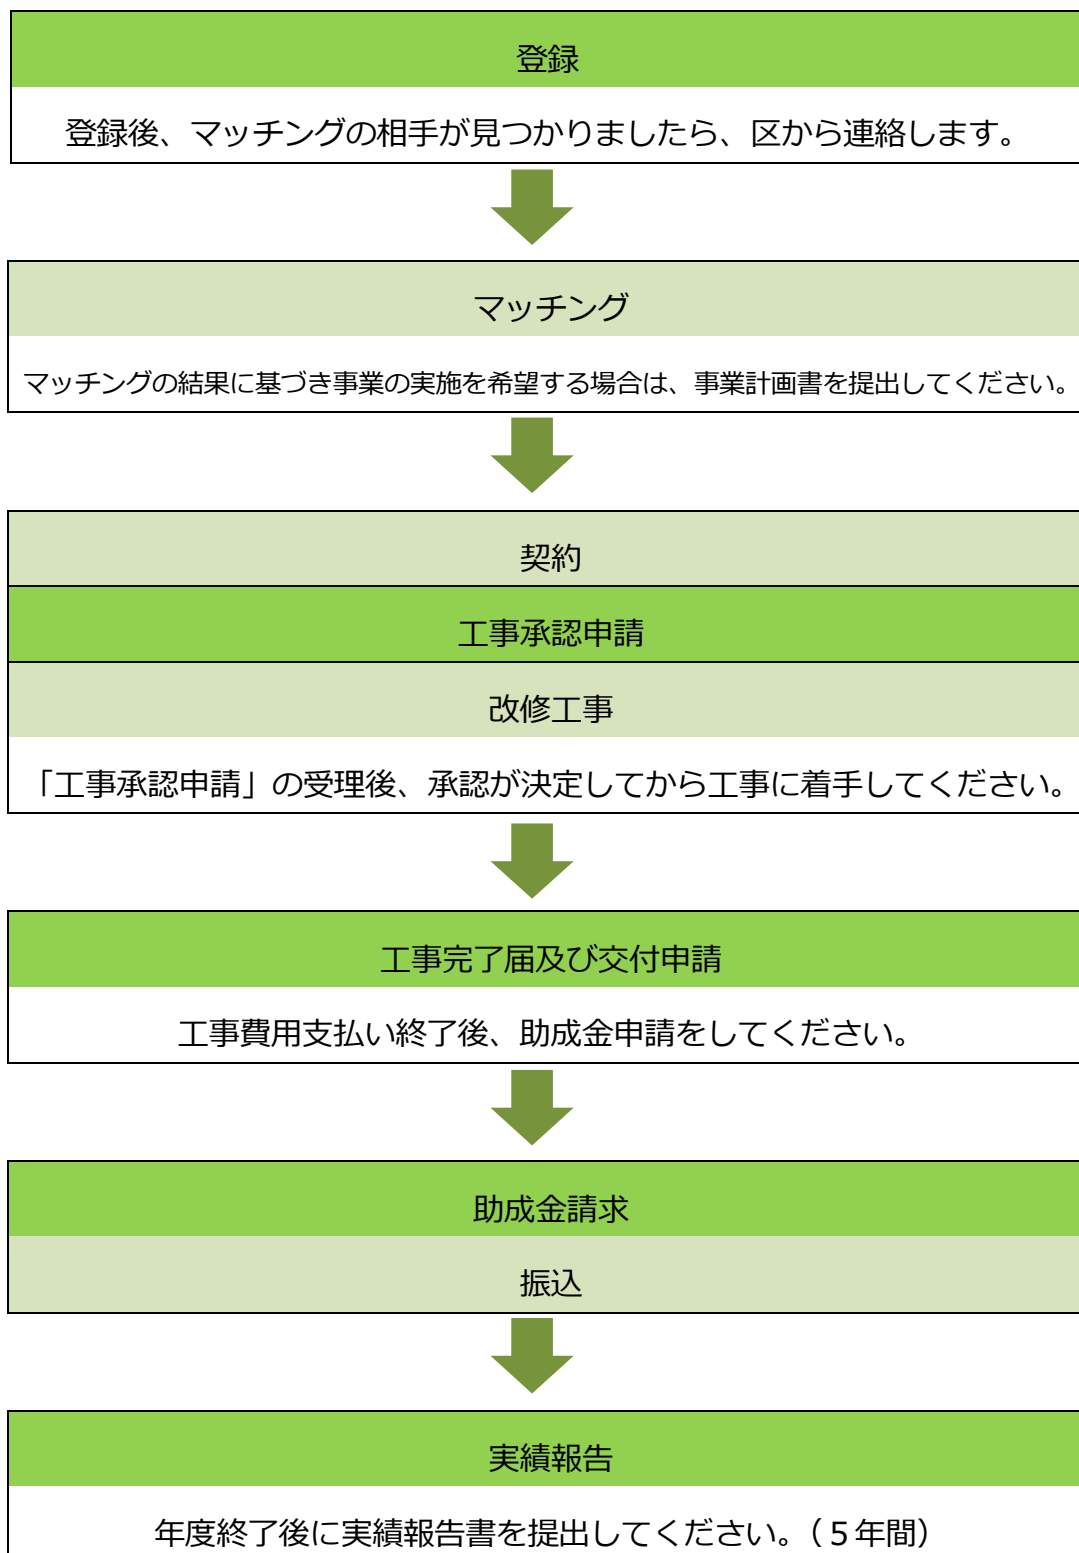 登録
登録後、マッチングの相手が見つかりましたら、区から連絡します。
マッチング
マッチングの結果に基づき事業の実施を希望する場合は、事業計画書を提出してください。
契約
工事承認申請
改修工事
「工事承認申請」の受理後、承認が決定してから工事に着手してください。
工事完了届及び交付申請
工事費用支払い終了後、助成金申請をしてください。
助成金請求
振込
実績報告
年度終了後に実績報告書を提出してください。(５年間)